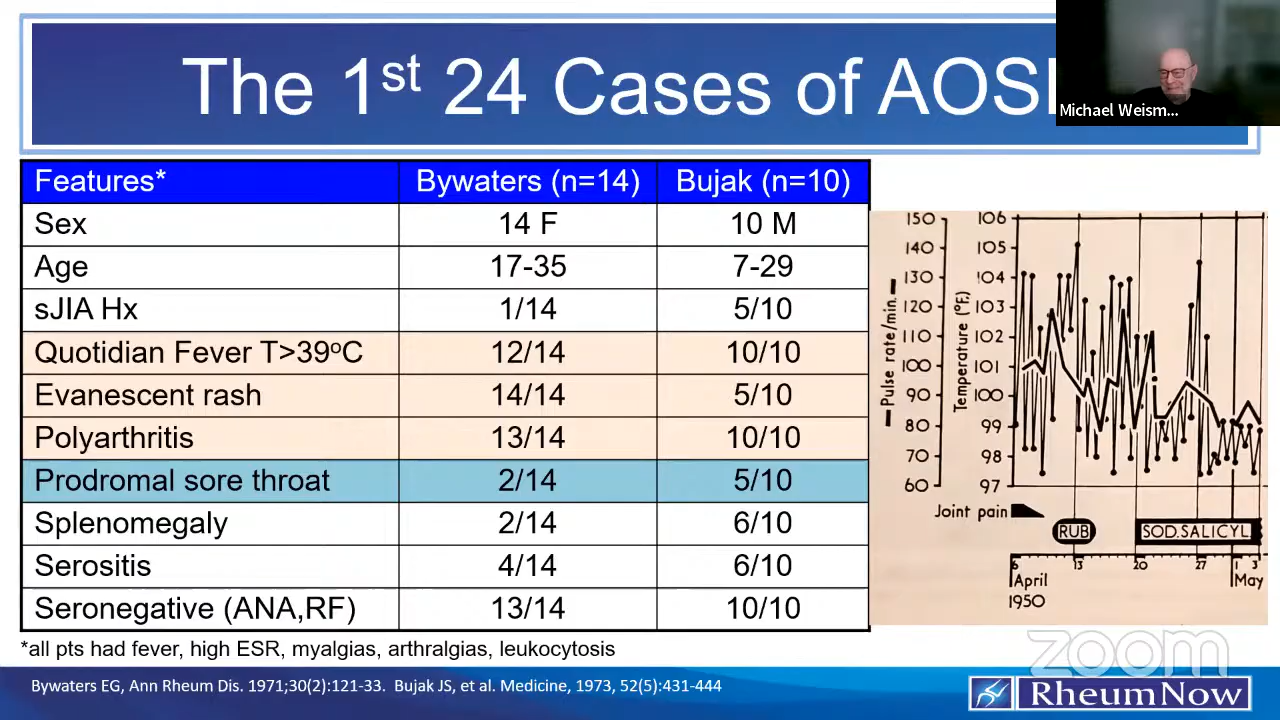 The 1st 24 Cases of AOS
Michael Weism...
Features* Bywaters (n=14) Bujak (n=10)
Sex 14 F 10 M
Age 17-35 7-29
sJIA Hx 1/14 5/10
Quotidian Fever T>39ºC 12/14 10/10
Evanescent rash 14/14 5/10
Polyarthritis 13/14 10/10
Prodromal sore throat 2/14 5/10
Splenomegaly 2/14 6/10
Serositis 4/14 6/10
Seronegative (ANA,RF) 13/14 10/10
*all pts had fever, high ESR, myalgias, arthralgias, leukocytosis
Pulse rate/min.
150
140
130
120
110
100
90
80
70
60
Temperature (°F)
106
105
104
103
102
101
100
99
98
97
Joint pain
RUB SOD.SALICYL
6 13 20 27 1 3
April May
1950
zoom
Bywaters EG, Ann Rheum Dis. 1971;30(2):121-33. Bujak JS, et al. Medicine, 1973, 52(5):431-444
RheumNow